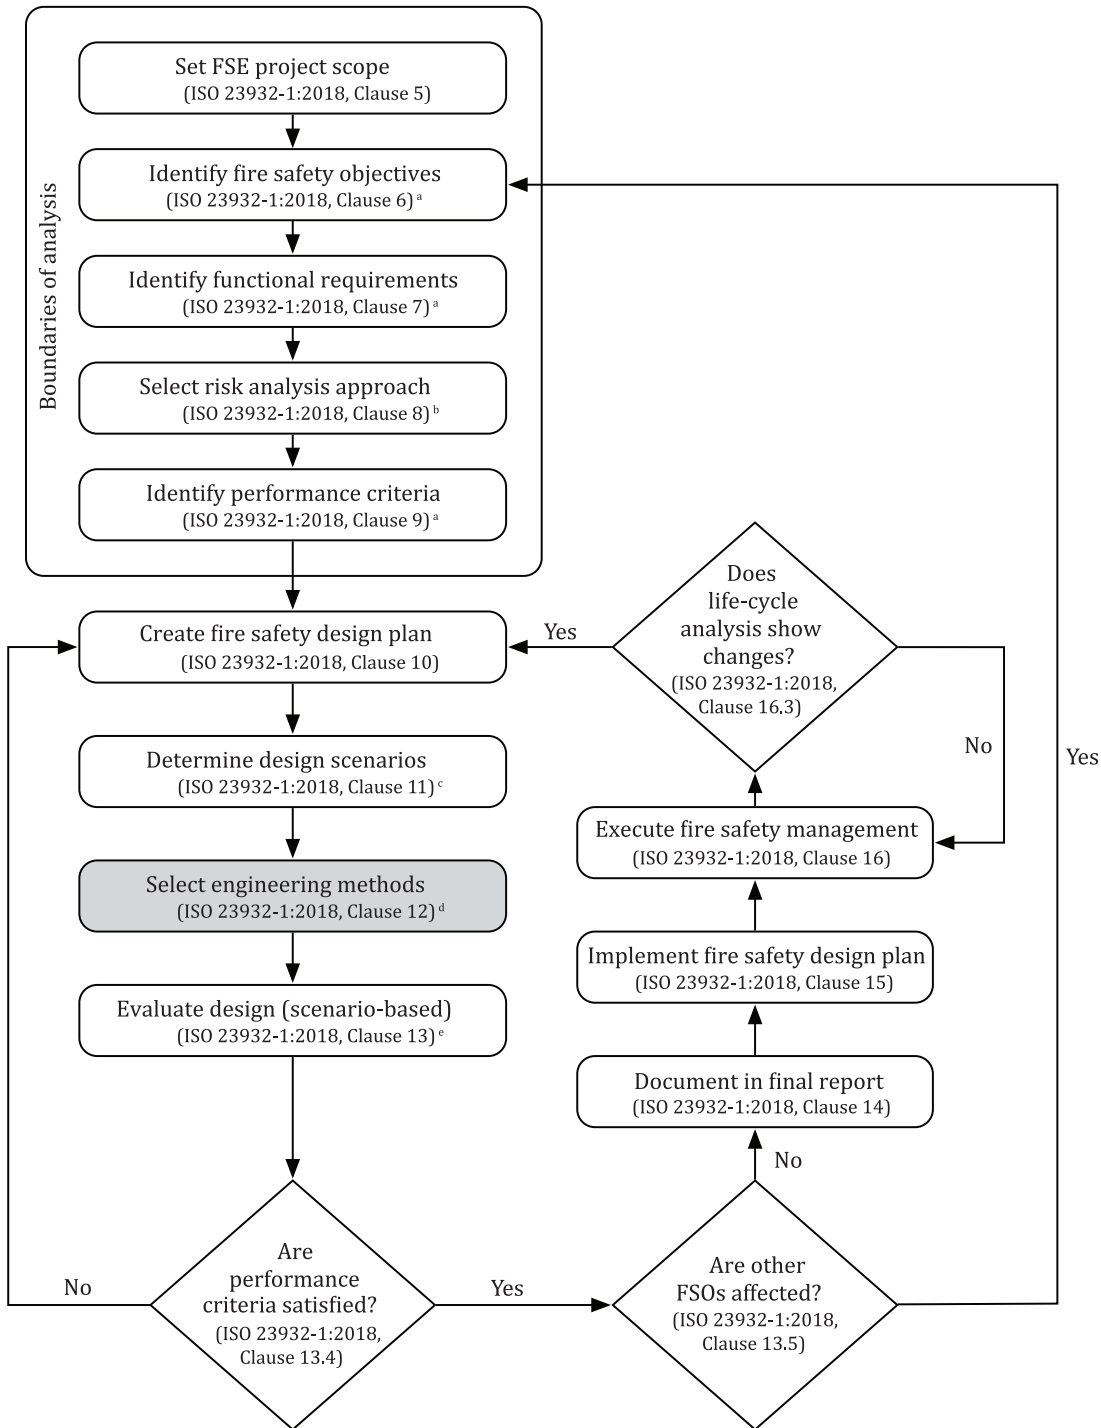 Boundaries of analysis
Set FSE project scope
(ISO 23932-1:2018, Clause 5)
Identify fire safety objectives
(ISO 23932-1:2018, Clause 6) a
Identify functional requirements
(ISO 23932-1:2018, Clause 7) a
Select risk analysis approach
(ISO 23932-1:2018, Clause 8) b
Identify performance criteria
(ISO 23932-1:2018, Clause 9) a
Create fire safety design plan
(ISO 23932-1:2018, Clause 10)
Determine design scenarios
(ISO 23932-1:2018, Clause 11) c
Select engineering methods
(ISO 23932-1:2018, Clause 12) d
Evaluate design (scenario-based)
(ISO 23932-1:2018, Clause 13) e
Are
performance
criteria satisfied?
(ISO 23932-1:2018,
Clause 13.4)
No
Yes
Are other
FSOs affected?
(ISO 23932-1:2018,
Clause 13.5)
No
Yes
Document in final report
(ISO 23932-1:2018, Clause 14)
Implement fire safety design plan
(ISO 23932-1:2018, Clause 15)
Execute fire safety management
(ISO 23932-1:2018, Clause 16)
Does
life-cycle
analysis show
changes?
(ISO 23932-1:2018,
Clause 16.3)
Yes
No